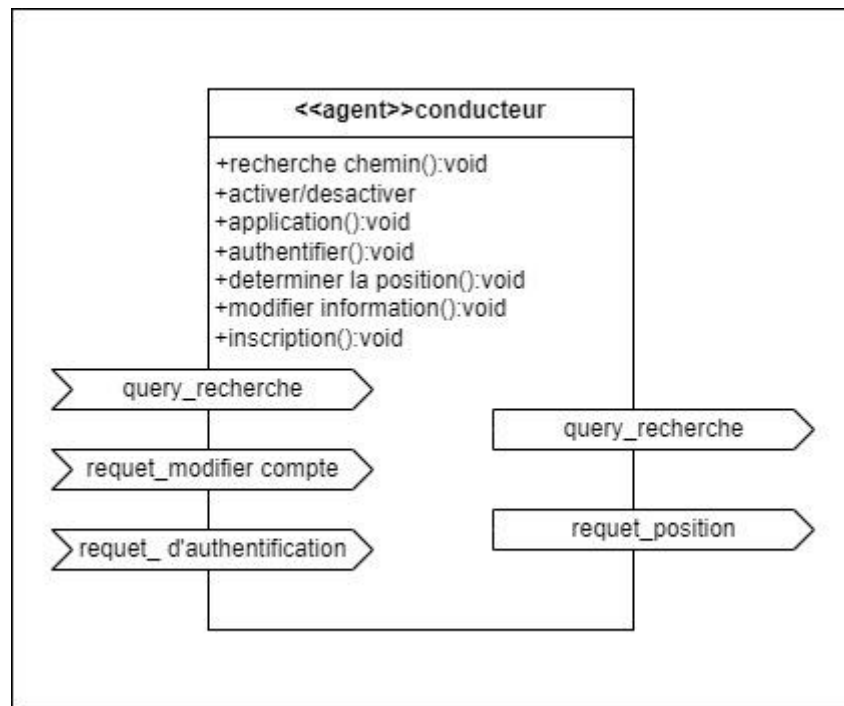 <<agent>>conducteur
+recherche chemin():void
+activer/desactiver
+application():void
+authentifier():void
+determiner la position():void
+modifier information():void
+inscription():void
query_recherche
requet_modifier compte
requet_ d'authentification
query_recherche
requet_position